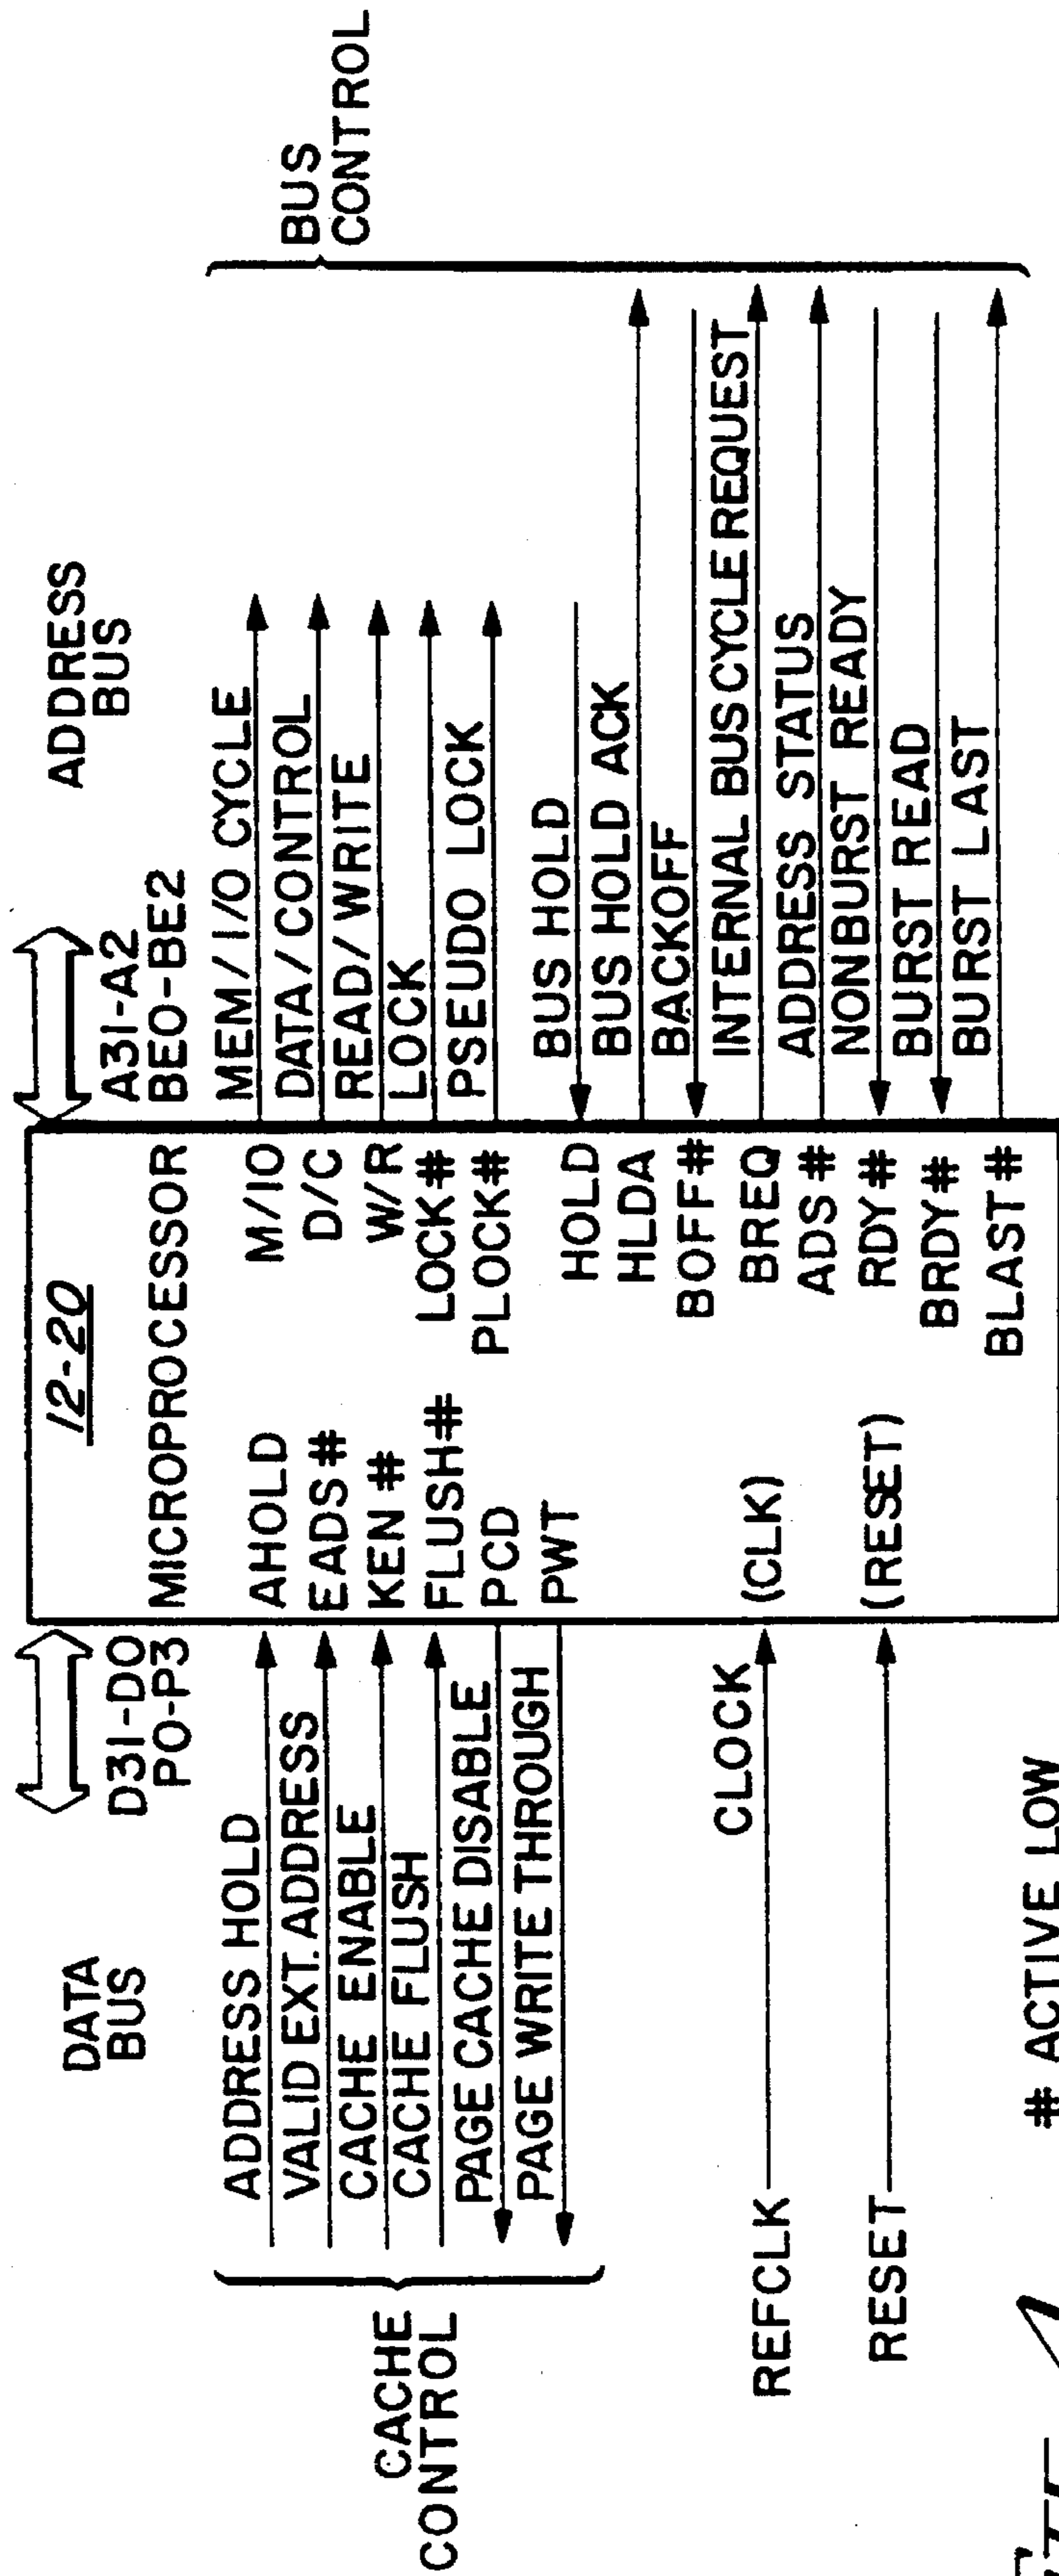 DATA
BUS
D31-D0
P0-P3
12-20
MICROPROCESSOR
A31-A2
BE0-BE2
ADDRESS
BUS
CACHE
CONTROL
ADDRESS HOLD
VALID EXT. ADDRESS
CACHE ENABLE
CACHE FLUSH
PAGE CACHE DISABLE
PAGE WRITE THROUGH
AHOLD
EADS#
KEN#
FLUSH#
PCD
PWT
REFCLK
CLOCK
(CLK)
RESET
(RESET)
M/IO
D/C
W/R
LOCK#
PLOCK#
HOLD
HLDA
BOFF#
BREQ
ADS#
RDY#
BRDY#
BLAST#
MEM/I/O CYCLE
DATA/CONTROL
READ/WRITE
LOCK
PSEUDO LOCK
BUS HOLD
BUS HOLD ACK
BACKOFF
INTERNAL BUS CYCLE REQUEST
ADDRESS STATUS
NONBURST READY
BURST READ
BURST LAST
BUS
CONTROL
# ACTIVE LOW